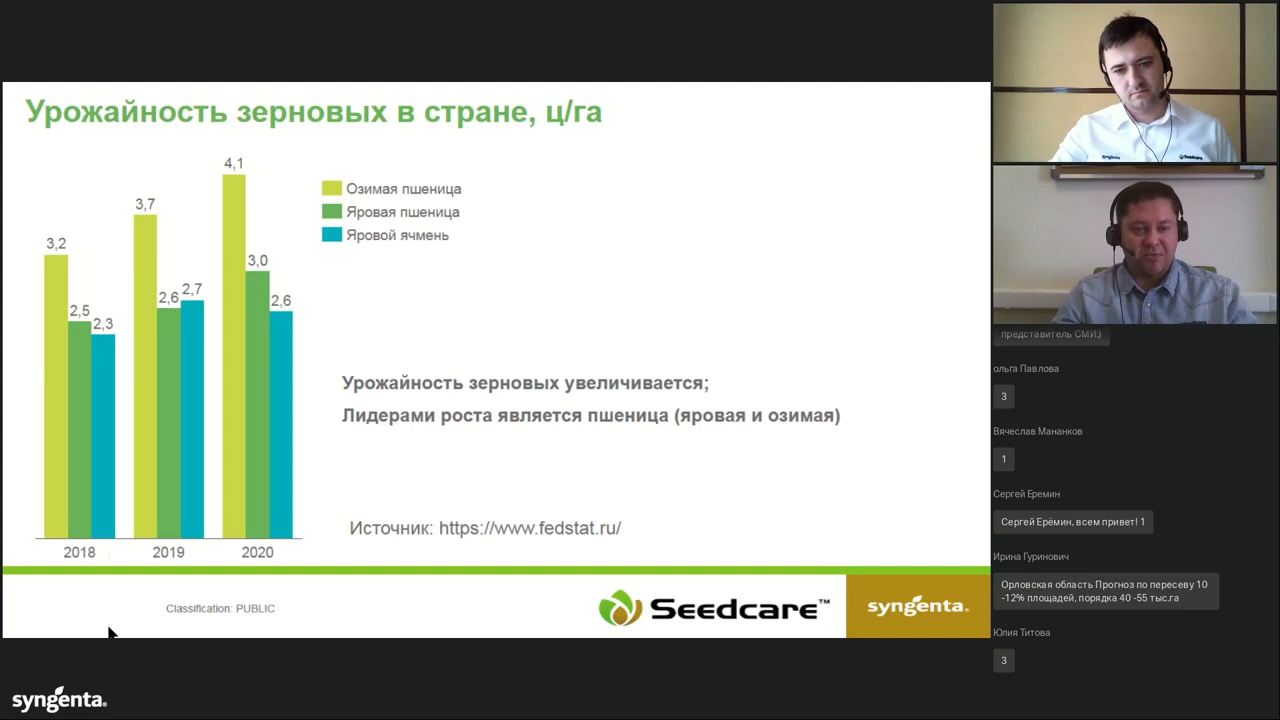 Урожайность зерновых в стране, ц/га
4,1
3,7
3,2
3,0
2,7
2,6
2,6
2,5
2,3
Озимая пшеница
Яровая пшеница
Яровой ячмень
Урожайность зерновых увеличивается;
Лидерами роста является пшеница (яровая и озимая)
Источник: https://www.fedstat.ru/
2018 2019 2020
Classification: PUBLIC
Seedcare™
syngenta.
syngenta.
syngenta
Seedcare
представитель СМИ:)
ольга Павлова
3
Вячеслав Мананков
1
Сергей Еремин
Сергей Ерёмин, всем привет! 1
Ирина Гуринович
Орловская область Прогноз по пересеву 10
-12% площадей, порядка 40 -55 тыс.га
Юлия Титова
3